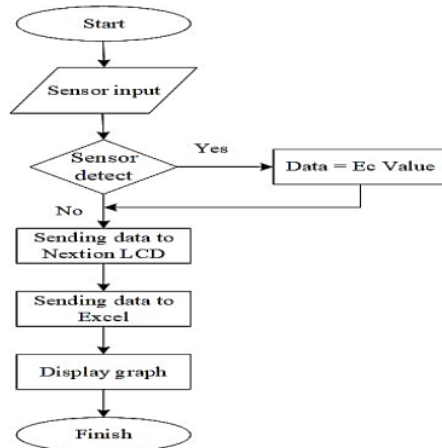 Start
Sensor input
Sensor
detect
Yes
Data = Ec Value
No
Sending data to
Nextion LCD
Sending data to
Excel
Display graph
Finish